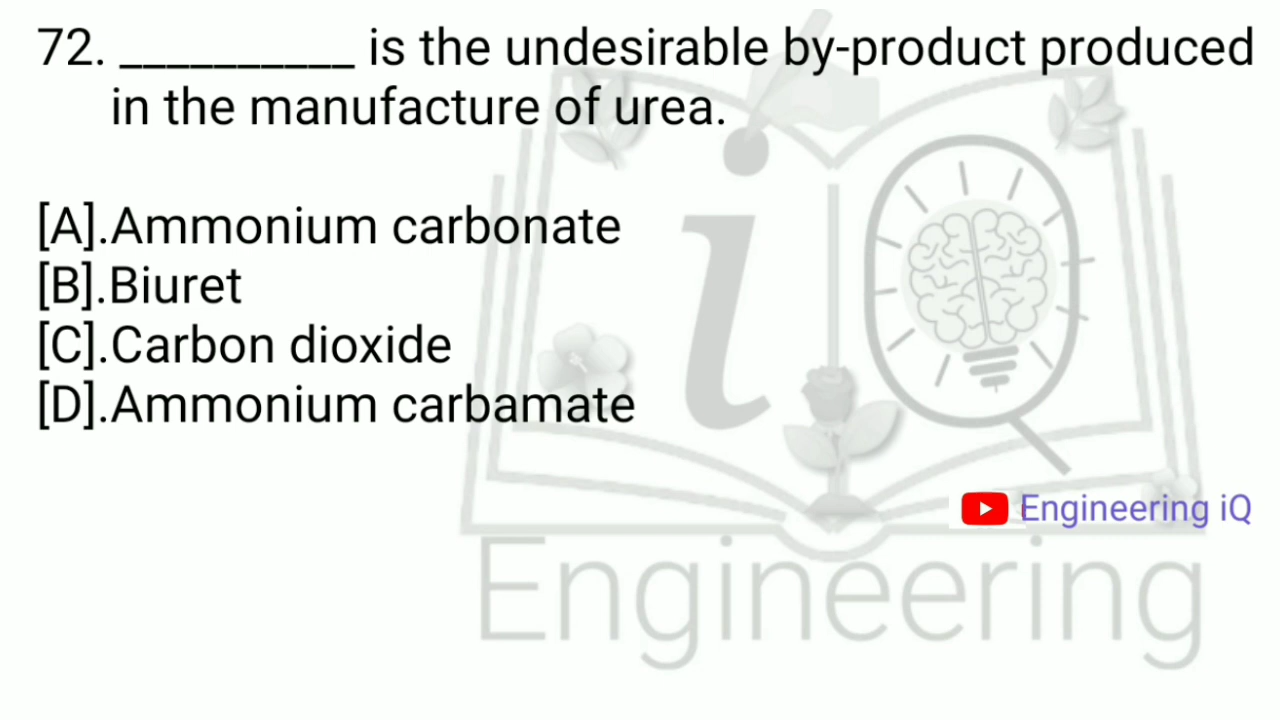 72. __________ is the undesirable by-product produced
in the manufacture of urea.
[A].Ammonium carbonate
[B].Biuret
[C].Carbon dioxide
[D].Ammonium carbamate
Engineering iQ
iQ
Engineering